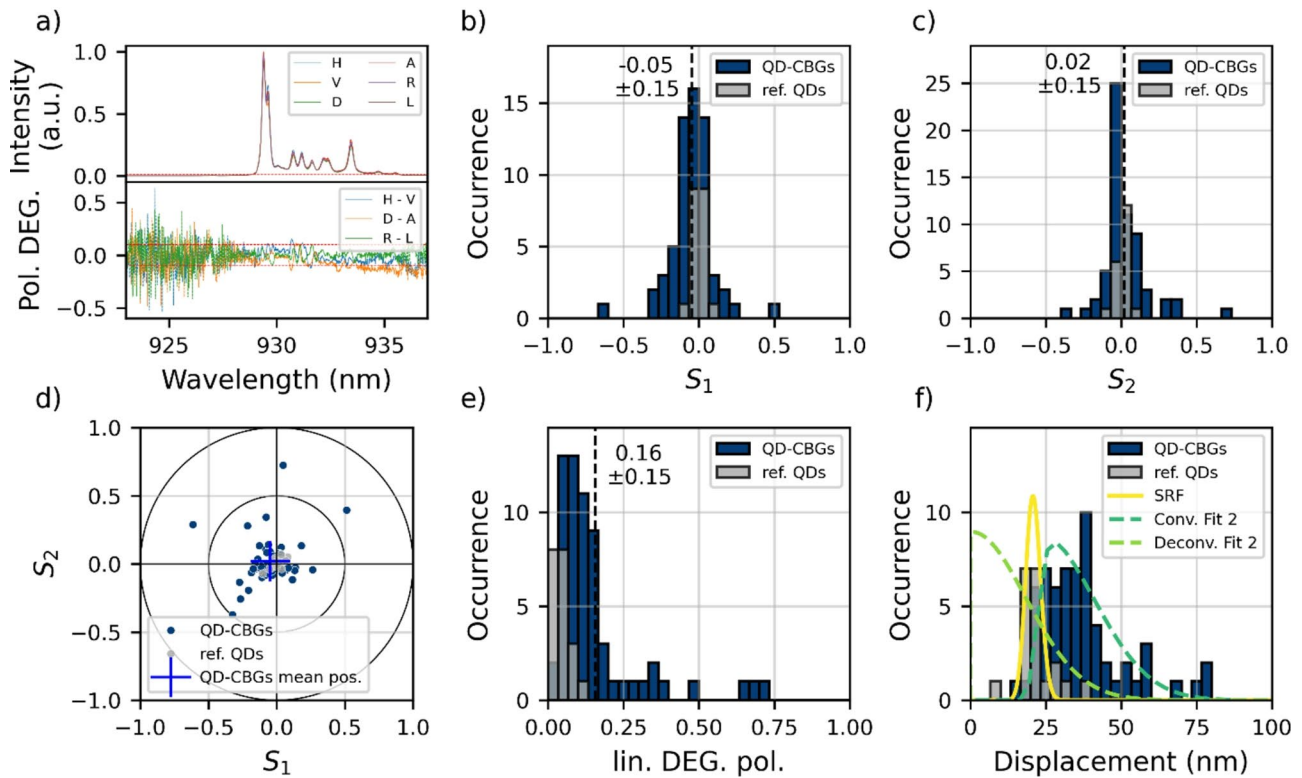 a)
Intensity
(a.u.)
1.0
0.5
0.0
H
V
D
A
R
L
Pol. DEG.
0.5
0.0
−0.5
H - V
D - A
R - L
925
930
935
Wavelength (nm)
b)
Occurrence
15
10
5
0
-0.05
±0.15
QD-CBGs
ref. QDs
−1.0
−0.5
0.0
0.5
1.0
S1
c)
Occurrence
25
20
15
10
5
0
0.02
±0.15
QD-CBGs
ref. QDs
−1.0
−0.5
0.0
0.5
1.0
S2
d)
S2
1.0
0.5
0.0
−0.5
−1.0
QD-CBGs
ref. QDs
QD-CBGs mean pos.
−1.0
−0.5
0.0
0.5
1.0
S1
e)
Occurrence
10
5
0
0.16
±0.15
QD-CBGs
ref. QDs
0.00
0.25
0.50
0.75
1.00
lin. DEG. pol.
f)
Occurrence
10
5
0
QD-CBGs
ref. QDs
SRF
Conv. Fit 2
Deconv. Fit 2
0
25
50
75
100
Displacement (nm)